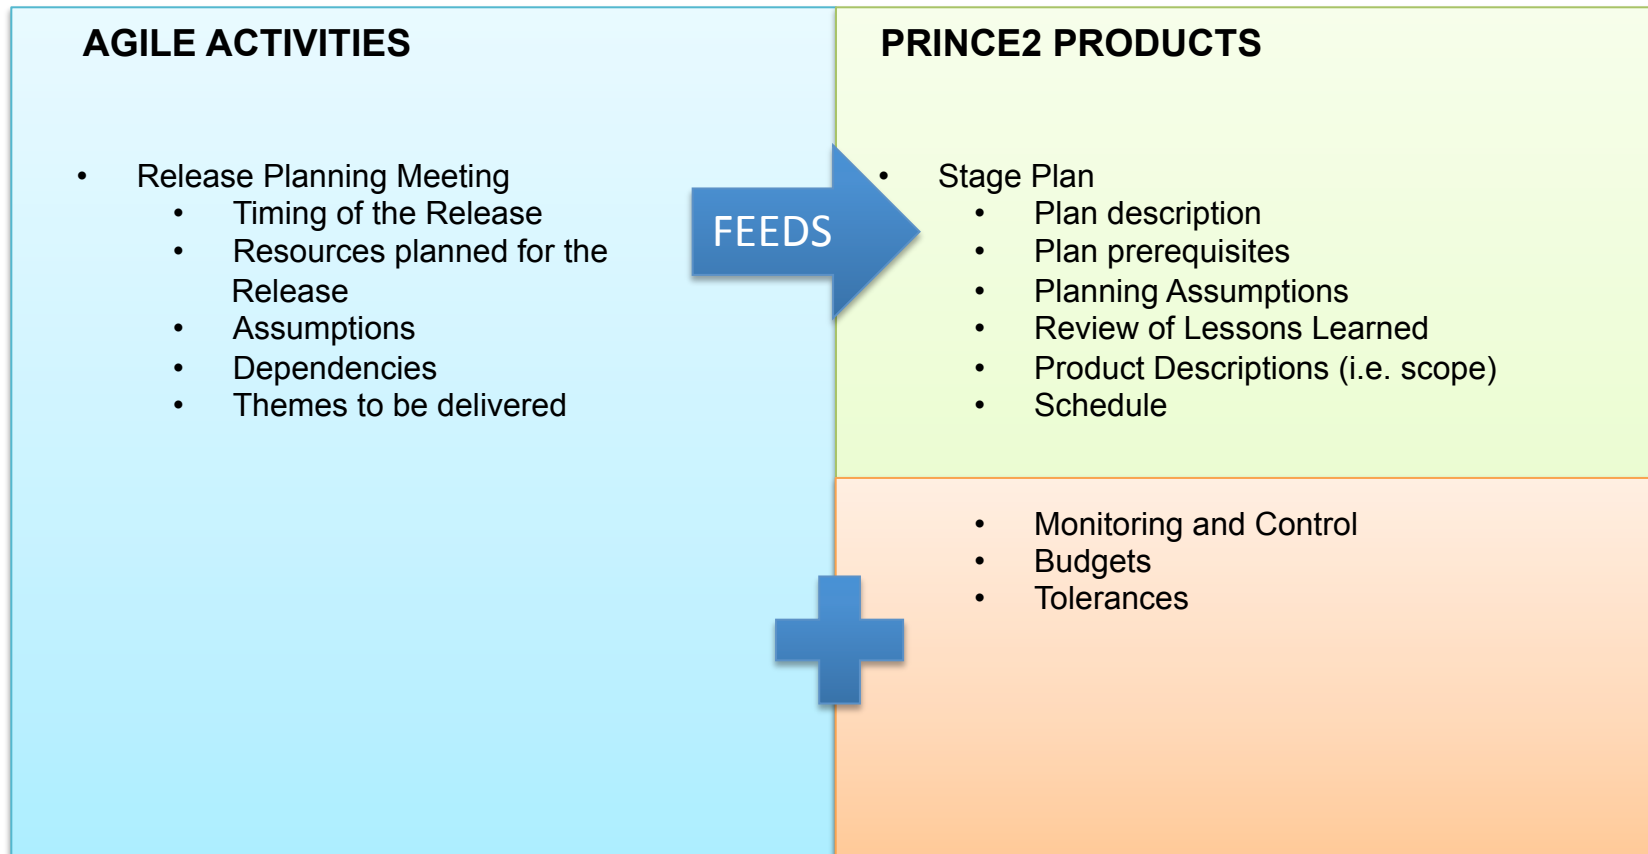 AGILE ACTIVITIES
• Release Planning Meeting
• Timing of the Release
• Resources planned for the
Release
• Assumptions
• Dependencies
• Themes to be delivered
FEEDS
PRINCE2 PRODUCTS
• Stage Plan
• Plan description
• Plan prerequisites
• Planning Assumptions
• Review of Lessons Learned
• Product Descriptions (i.e. scope)
• Schedule
• Monitoring and Control
• Budgets
• Tolerances